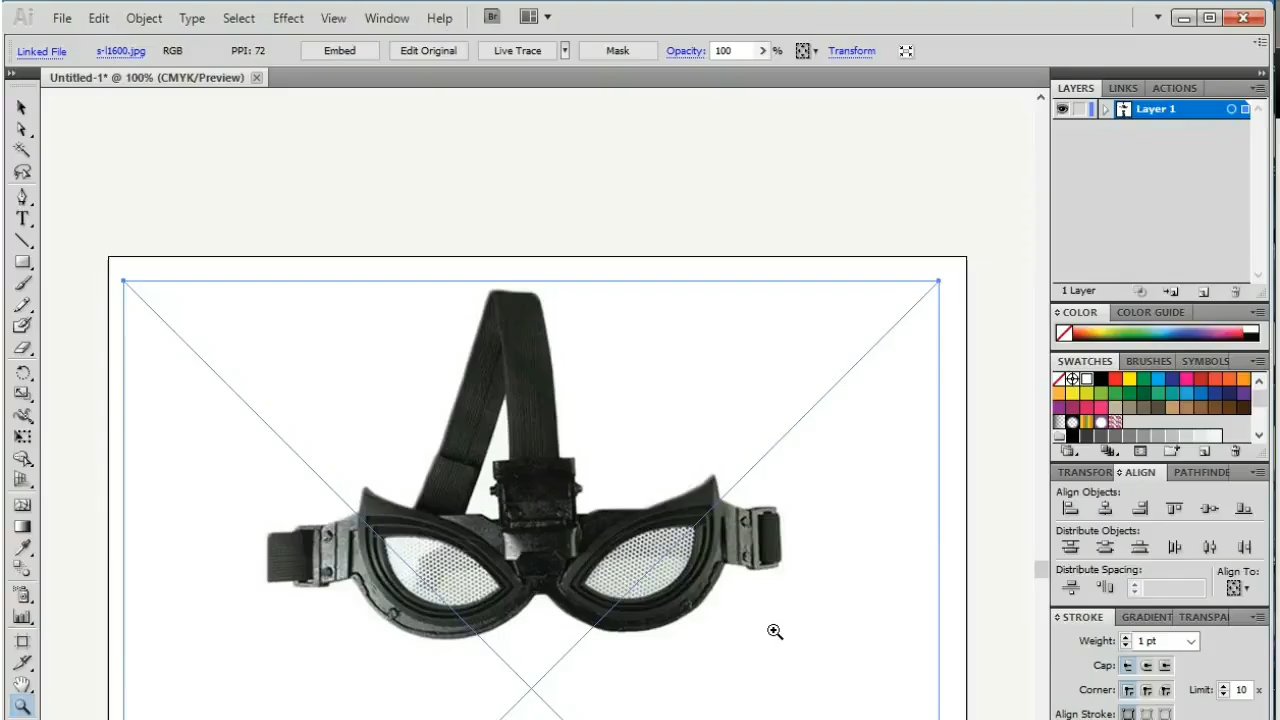 Ai File Edit Object Type Select Effect View Window Help Br
Linked File s-l1600.jpg RGB PPI: 72 Embed Edit Original Live Trace Mask Opacity: 100 % Transform
Untitled-1* @ 100% (CMYK/Preview)
LAYERS LINKS ACTIONS
Layer 1
1 Layer
COLOR COLOR GUIDE
SWATCHES BRUSHES SYMBOLS
TRANSFOR ALIGN PATHFINDE
Align Objects:
Distribute Objects:
Distribute Spacing: Align To:
STROKE GRADIENT TRANSPA
Weight: 1 pt
Cap:
Corner: Limit: 10 x
Align Stroke: